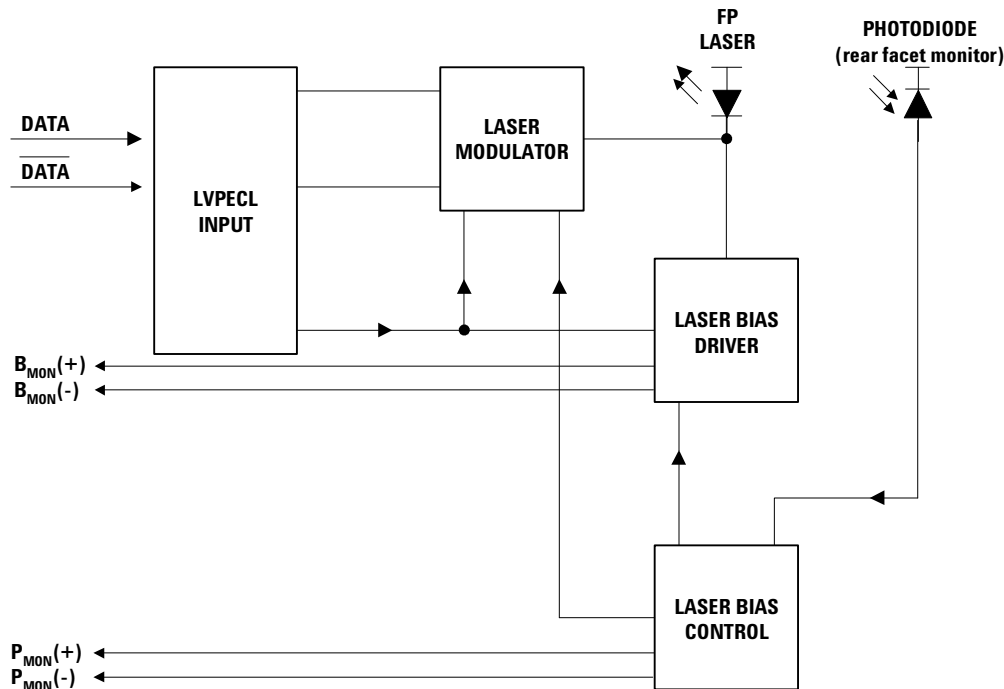 FP
LASER
PHOTODIODE
(rear facet monitor)
DATA
DATA
LVPECL
INPUT
LASER
MODULATOR
LASER BIAS
DRIVER
BMON(+)
BMON(-)
LASER BIAS
CONTROL
PMON(+)
PMON(-)